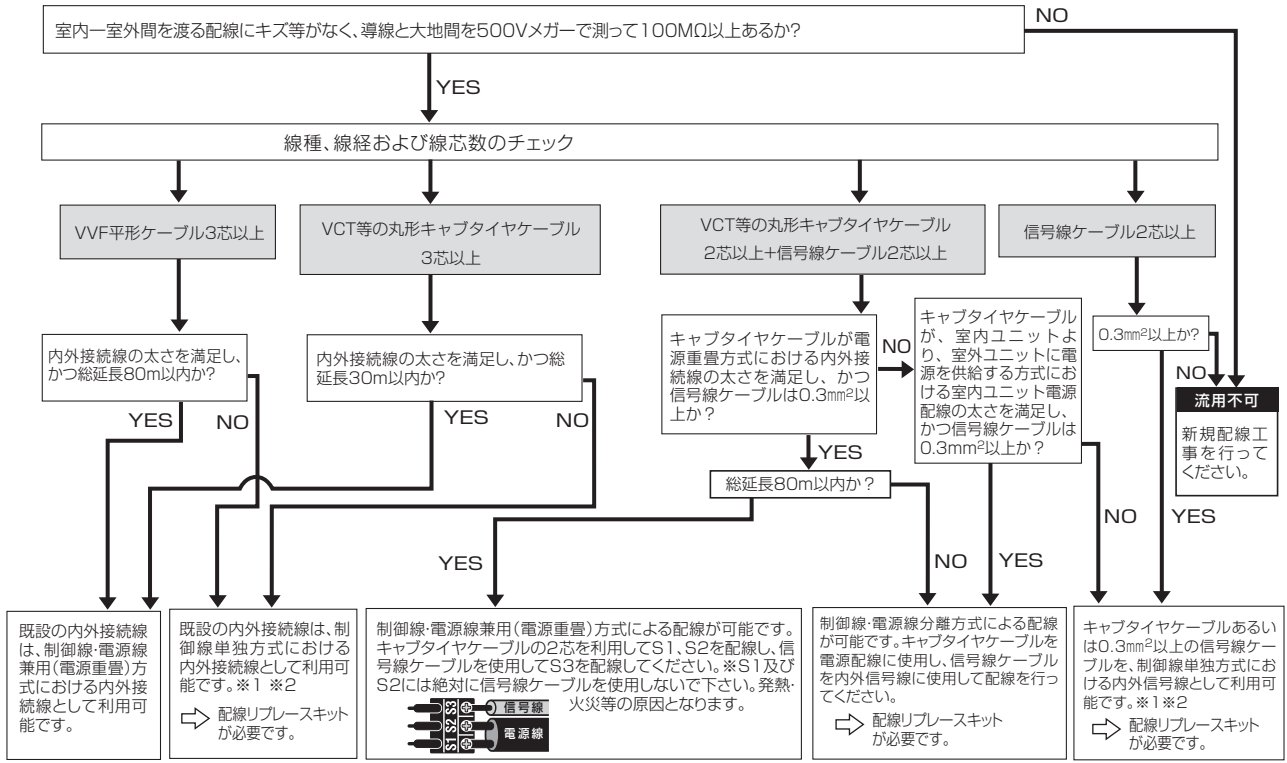 室内ー室外間を渡る配線にキズ等がなく、導線と大地間を500Vメガーで測って100MΩ以上あるか?
NO
YES
線種、線経および線芯数のチェック
VVF平形ケーブル3芯以上
VCT等の丸形キャブタイヤケーブル
3芯以上
VCT等の丸形キャブタイヤケーブル
2芯以上+信号線ケーブル2芯以上
信号線ケーブル2芯以上
内外接続線の太さを満足し、
かつ総延長80m以内か?
YES
NO
内外接続線の太さを満足し、かつ総
延長30m以内か?
YES
NO
キャブタイヤケーブルが電
源重畳方式における内外接
続線の太さを満足し、かつ
信号線ケーブルは0.3mm²以
上か?
NO
YES
キャブタイヤケーブル
が、室内ユニットよ
り、室外ユニットに電
源を供給する方式にお
ける室内ユニット電源
配線の太さを満足し、
かつ信号線ケーブルは
0.3mm²以上か?
0.3mm²以上か?
NO
流用不可
新規配線工
事を行って
ください。
総延長80m以内か?
YES
NO
YES
NO
YES
既設の内外接続線
は、制御線・電源線
兼用(電源重畳)方
式における内外接
続線として利用可
能です。
既設の内外接続線は、制
御線単独方式における
内外接続線として利用可
能です。※1 ※2
⇨ 配線リプレースキット
が必要です。
制御線・電源線兼用(電源重畳)方式による配線が可能です。
キャブタイヤケーブルの2芯を利用してS1、S2を配線し、信
号線ケーブルを使用してS3を配線してください。※S1及び
S2には絶対に信号線ケーブルを使用しないで下さい。発熱・
火災等の原因となります。
S1 S2 S3
信号線
電源線
制御線・電源線分離方式による配線
が可能です。キャブタイヤケーブルを
電源配線に使用し、信号線ケーブル
を内外信号線に使用して配線を行っ
てください。
⇨ 配線リプレースキット
が必要です。
キャブタイヤケーブルあるい
は0.3mm²以上の信号線ケー
ブルを、制御線単独方式にお
ける内外信号線として利用可
能です。※1※2
⇨ 配線リプレースキット
が必要です。